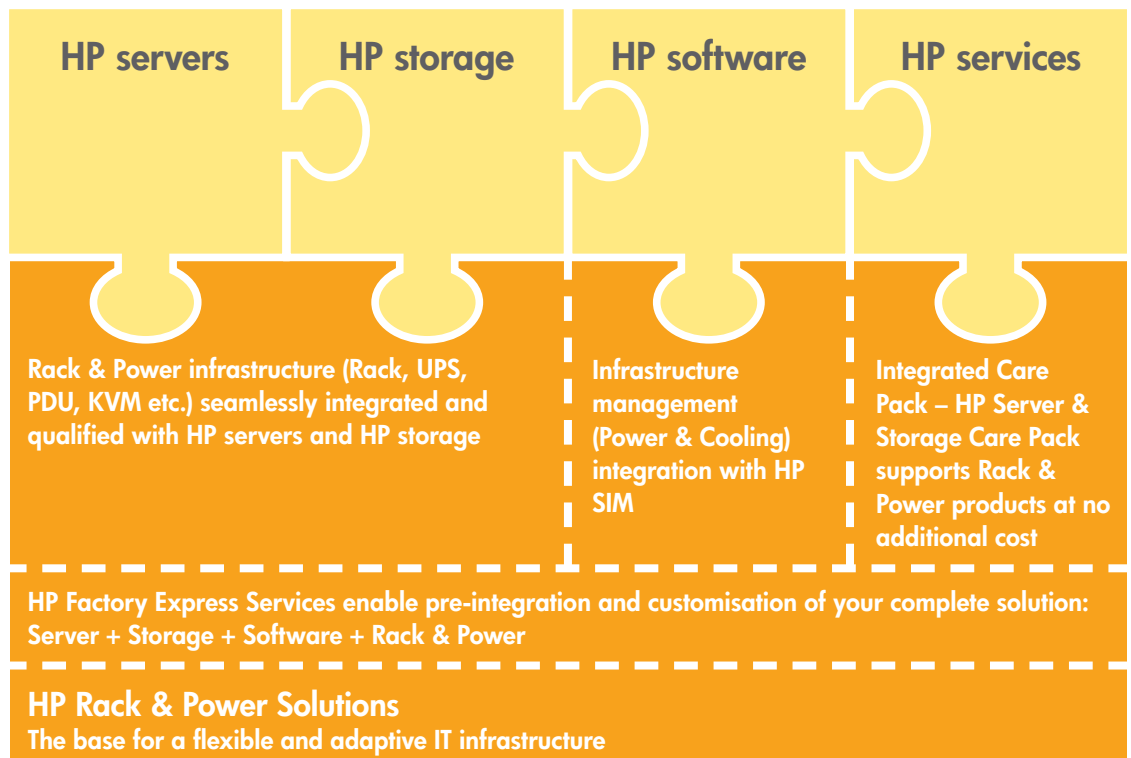 HP servers
HP storage
HP software
HP services
Rack & Power infrastructure (Rack, UPS,
PDU, KVM etc.) seamlessly integrated and
qualified with HP servers and HP storage
Infrastructure
management
(Power & Cooling)
integration with HP
SIM
Integrated Care
Pack – HP Server &
Storage Care Pack
supports Rack &
Power products at no
additional cost
HP Factory Express Services enable pre-integration and customisation of your complete solution:
Server + Storage + Software + Rack & Power
HP Rack & Power Solutions
The base for a flexible and adaptive IT infrastructure